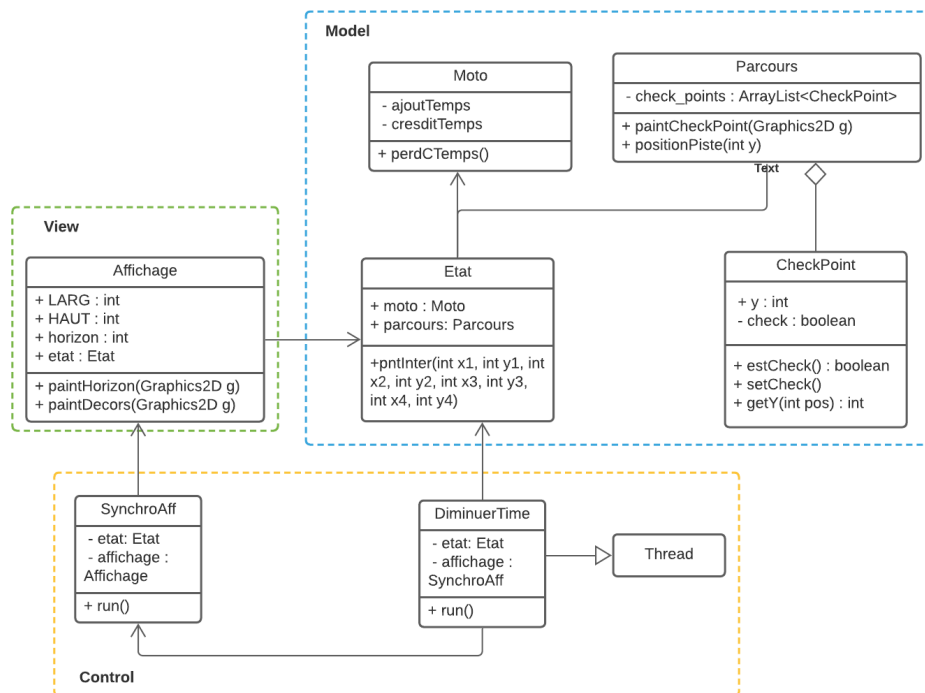 Model
Moto
- ajoutTemps
- cresditTemps
+ perdCTemps()
Parcours
- check_points : ArrayList<CheckPoint>
+ paintCheckPoint(Graphics2D g)
+ positionPiste(int y)
Text
View
Affichage
+ LARG : int
+ HAUT : int
+ horizon : int
+ etat : Etat
+ paintHorizon(Graphics2D g)
+ paintDecors(Graphics2D g)
Etat
+ moto : Moto
+ parcours: Parcours
+pntInter(int x1, int y1, int
x2, int y2, int x3, int y3,
int x4, int y4)
CheckPoint
+ y : int
- check : boolean
+ estCheck() : boolean
+ setCheck()
+ getY(int pos) : int
SynchroAff
- etat: Etat
- affichage :
Affichage
+ run()
DiminuerTime
- etat: Etat
- affichage :
SynchroAff
+ run()
Thread
Control